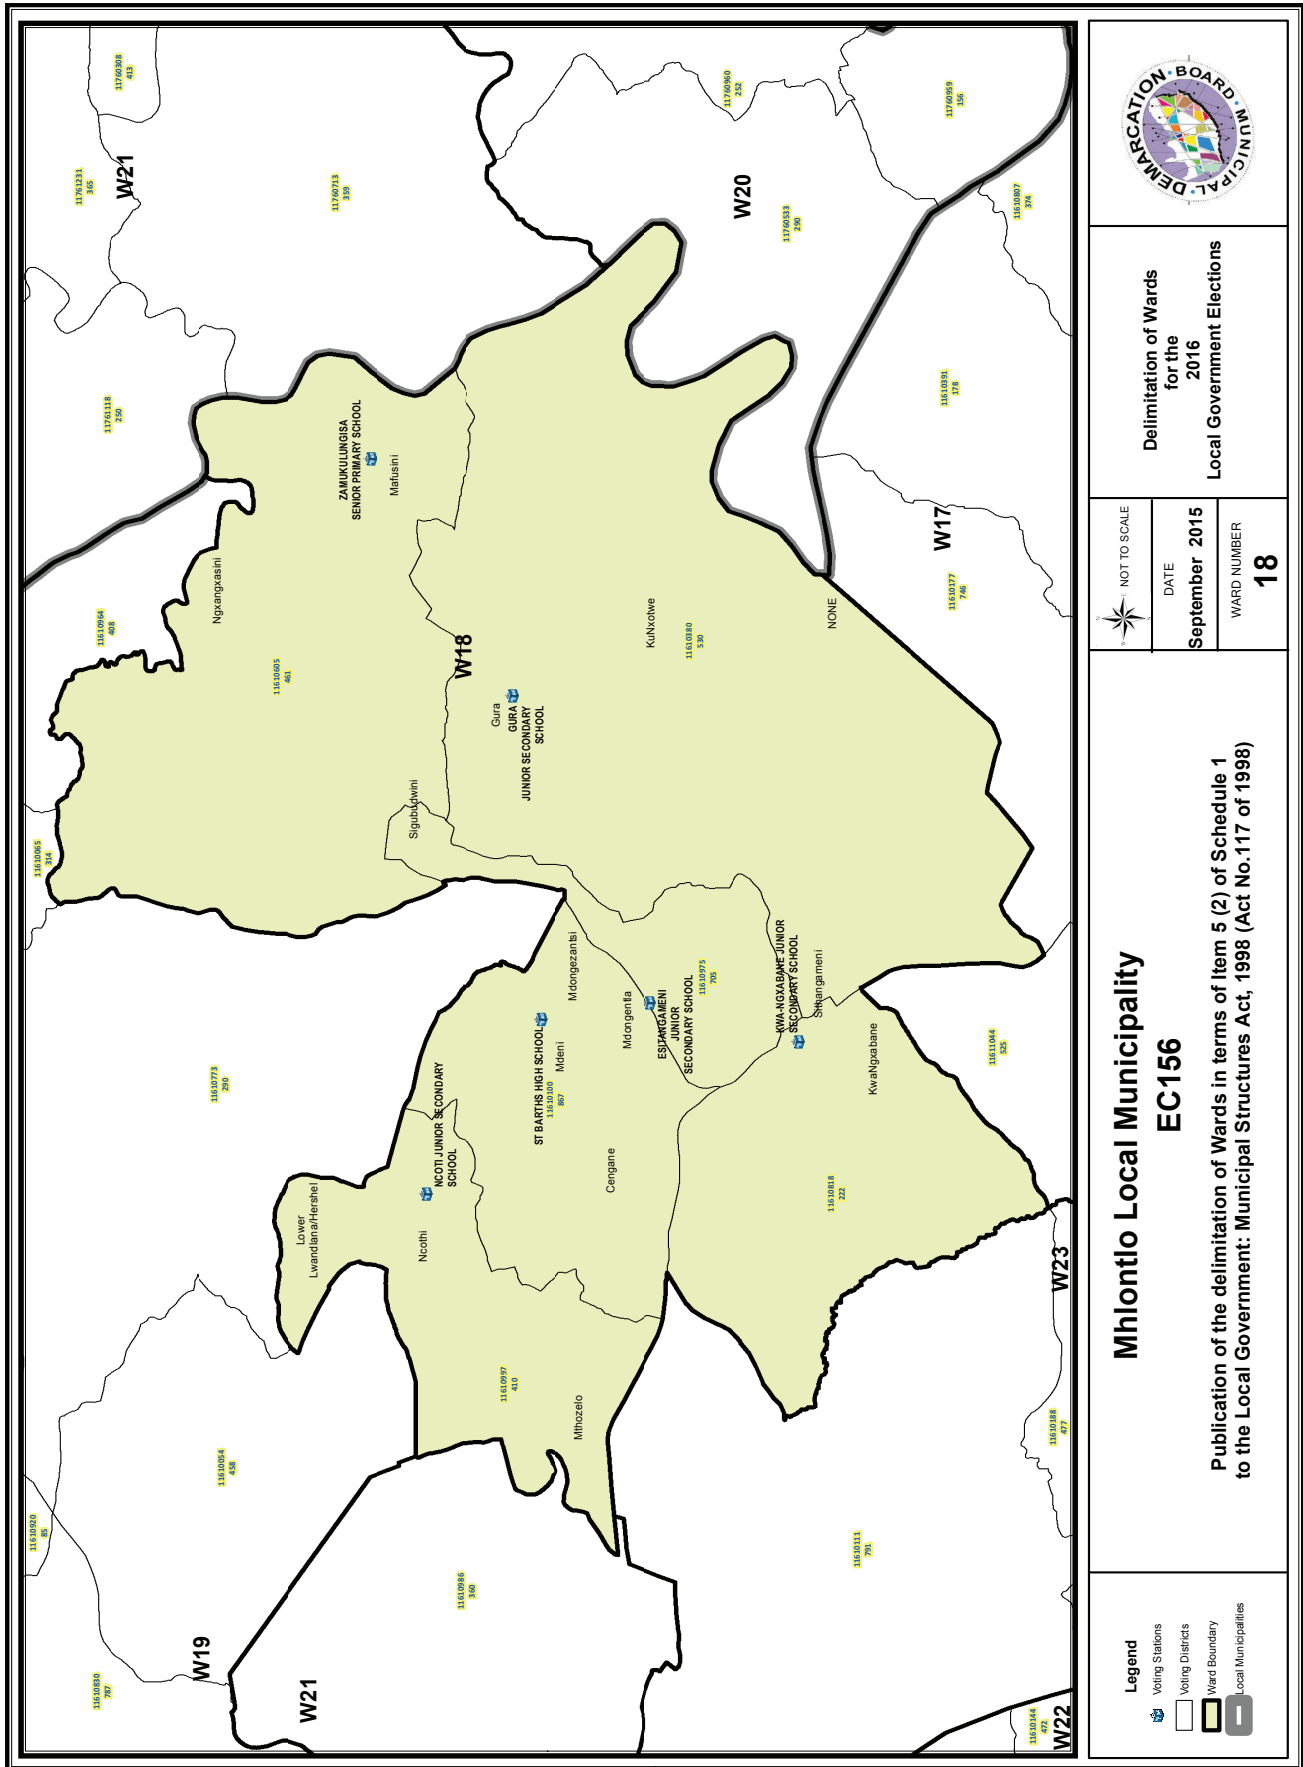 11761231
365
11760308
413
W21
11760713
359
11761118
250
11760960
252
11760959
156
W20
11760533
290
11610807
374
11610391
178
W17
11610177
746
11610964
408
Ngxangxasini
ZAMUKULUNGISA
SENIOR PRIMARY SCHOOL
Mafusini
11610605
461
W18
KuNxotwe
11610380
530
NONE
Gura
GURA
JUNIOR SECONDARY
SCHOOL
Sigubudwini
11610065
314
11610773
290
Mdongezantsi
Mdongentla
ESITANGAMENI
JUNIOR
SECONDARY SCHOOL
11610975
705
KWA-NGXABANE JUNIOR
SECONDARY SCHOOL
Sithangameni
KwaNgxabane
11611044
525
ST BARTHS HIGH SCHOOL
Mdeni
11610100
867
NCOTI JUNIOR SECONDARY
SCHOOL
Cengane
Ncothi
Lower
Lwandlana/Hershel
11610818
222
W23
11610997
410
Mthozelo
11610054
458
11610920
85
11610188
477
11610111
791
11610986
360
W19
11610830
787
W21
11610144
472
W22
Legend
Voting Stations
Voting Districts
Ward Boundary
Local Municipalities
Mhlontlo Local Municipality
EC156
Publication of the delimitation of Wards in terms of Item 5 (2) of Schedule 1
to the Local Government: Municipal Structures Act, 1998 (Act No.117 of 1998)
N
W
NOT TO SCALE
DATE
September 2015
WARD NUMBER
18
Delimitation of Wards
for the
2016
Local Government Elections
MUNICIPAL • DEMARCATION • BOARD •